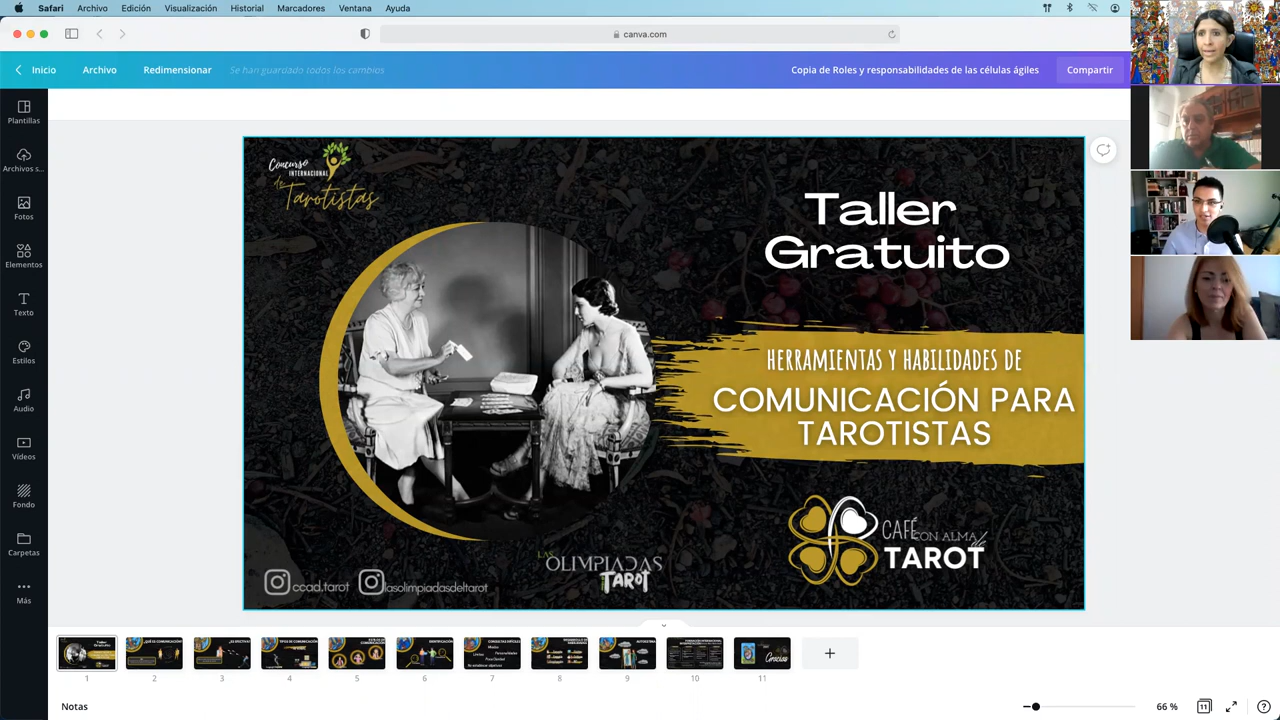 Safari Archivo Edición Visualización Historial Marcadores Ventana Ayuda
canva.com
Inicio Archivo Redimensionar Se han guardado todos los cambios Copia de Roles y responsabilidades de las células ágiles Compartir
Plantillas
Archivos s...
Fotos
Elementos
Texto
Estilos
Audio
Vídeos
Fondo
Carpetas
Más
Concurso
INTERNACIONAL
de
Tarotistas
Taller
Gratuito
HERRAMIENTAS Y HABILIDADES DE
COMUNICACIÓN PARA
TAROTISTAS
CAFÉ CON ALMA de
TAROT
LAS
OLIMPIADAS
TAROT
ccad.tarot lasolimpiadasdeltarot
Taller
Gratuito
1 2 3 4 5 6 7 8 9 10 11
Notas
66 %
11